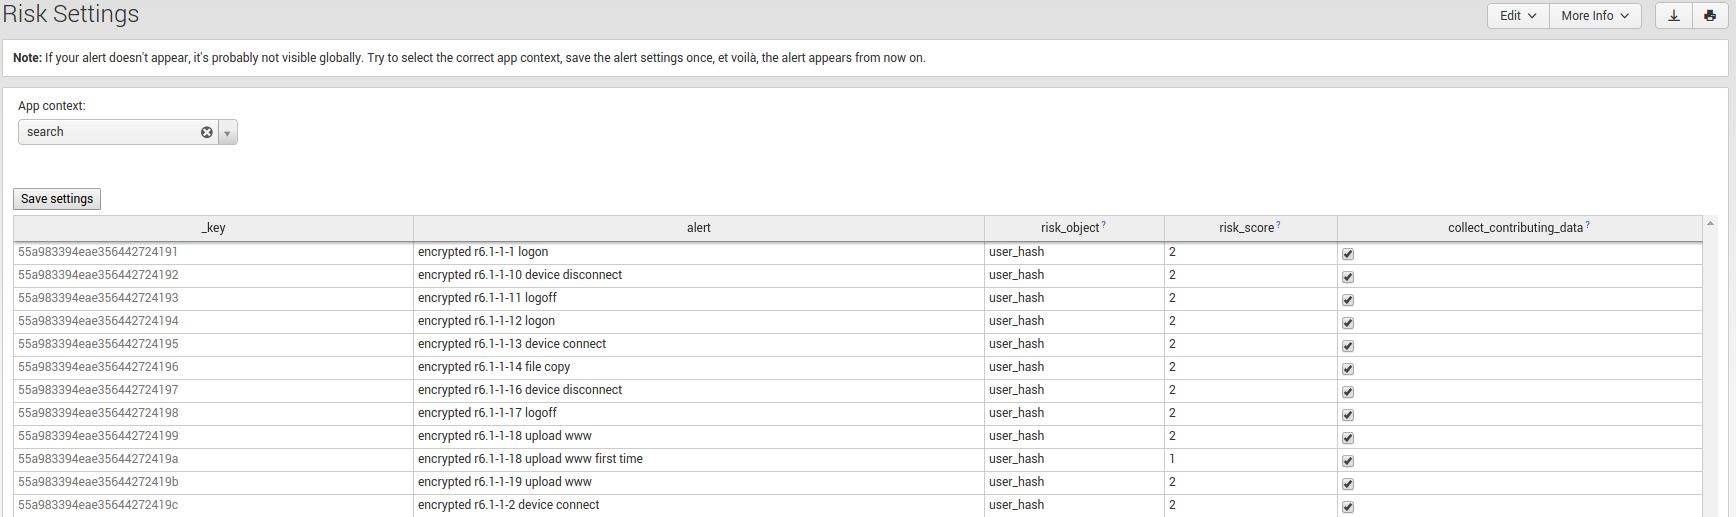 Risk Settings
Edit More Info
Note: If your alert doesn't appear, it's probably not visible globally. Try to select the correct app context, save the alert settings once, et voilà, the alert appears from now on.
App context:
search
Save settings
_key alert risk_object ? risk_score ? collect_contributing_data ?
55a983394eae356442724191 encrypted r6.1-1-1 logon user_hash 2
55a983394eae356442724192 encrypted r6.1-1-10 device disconnect user_hash 2
55a983394eae356442724193 encrypted r6.1-1-11 logoff user_hash 2
55a983394eae356442724194 encrypted r6.1-1-12 logon user_hash 2
55a983394eae356442724195 encrypted r6.1-1-13 device connect user_hash 2
55a983394eae356442724196 encrypted r6.1-1-14 file copy user_hash 2
55a983394eae356442724197 encrypted r6.1-1-16 device disconnect user_hash 2
55a983394eae356442724198 encrypted r6.1-1-17 logoff user_hash 2
55a983394eae356442724199 encrypted r6.1-1-18 upload www user_hash 2
55a983394eae35644272419a encrypted r6.1-1-18 upload www first time user_hash 1
55a983394eae35644272419b encrypted r6.1-1-19 upload www user_hash 2
55a983394eae35644272419c encrypted r6.1-1-2 device connect user_hash 2